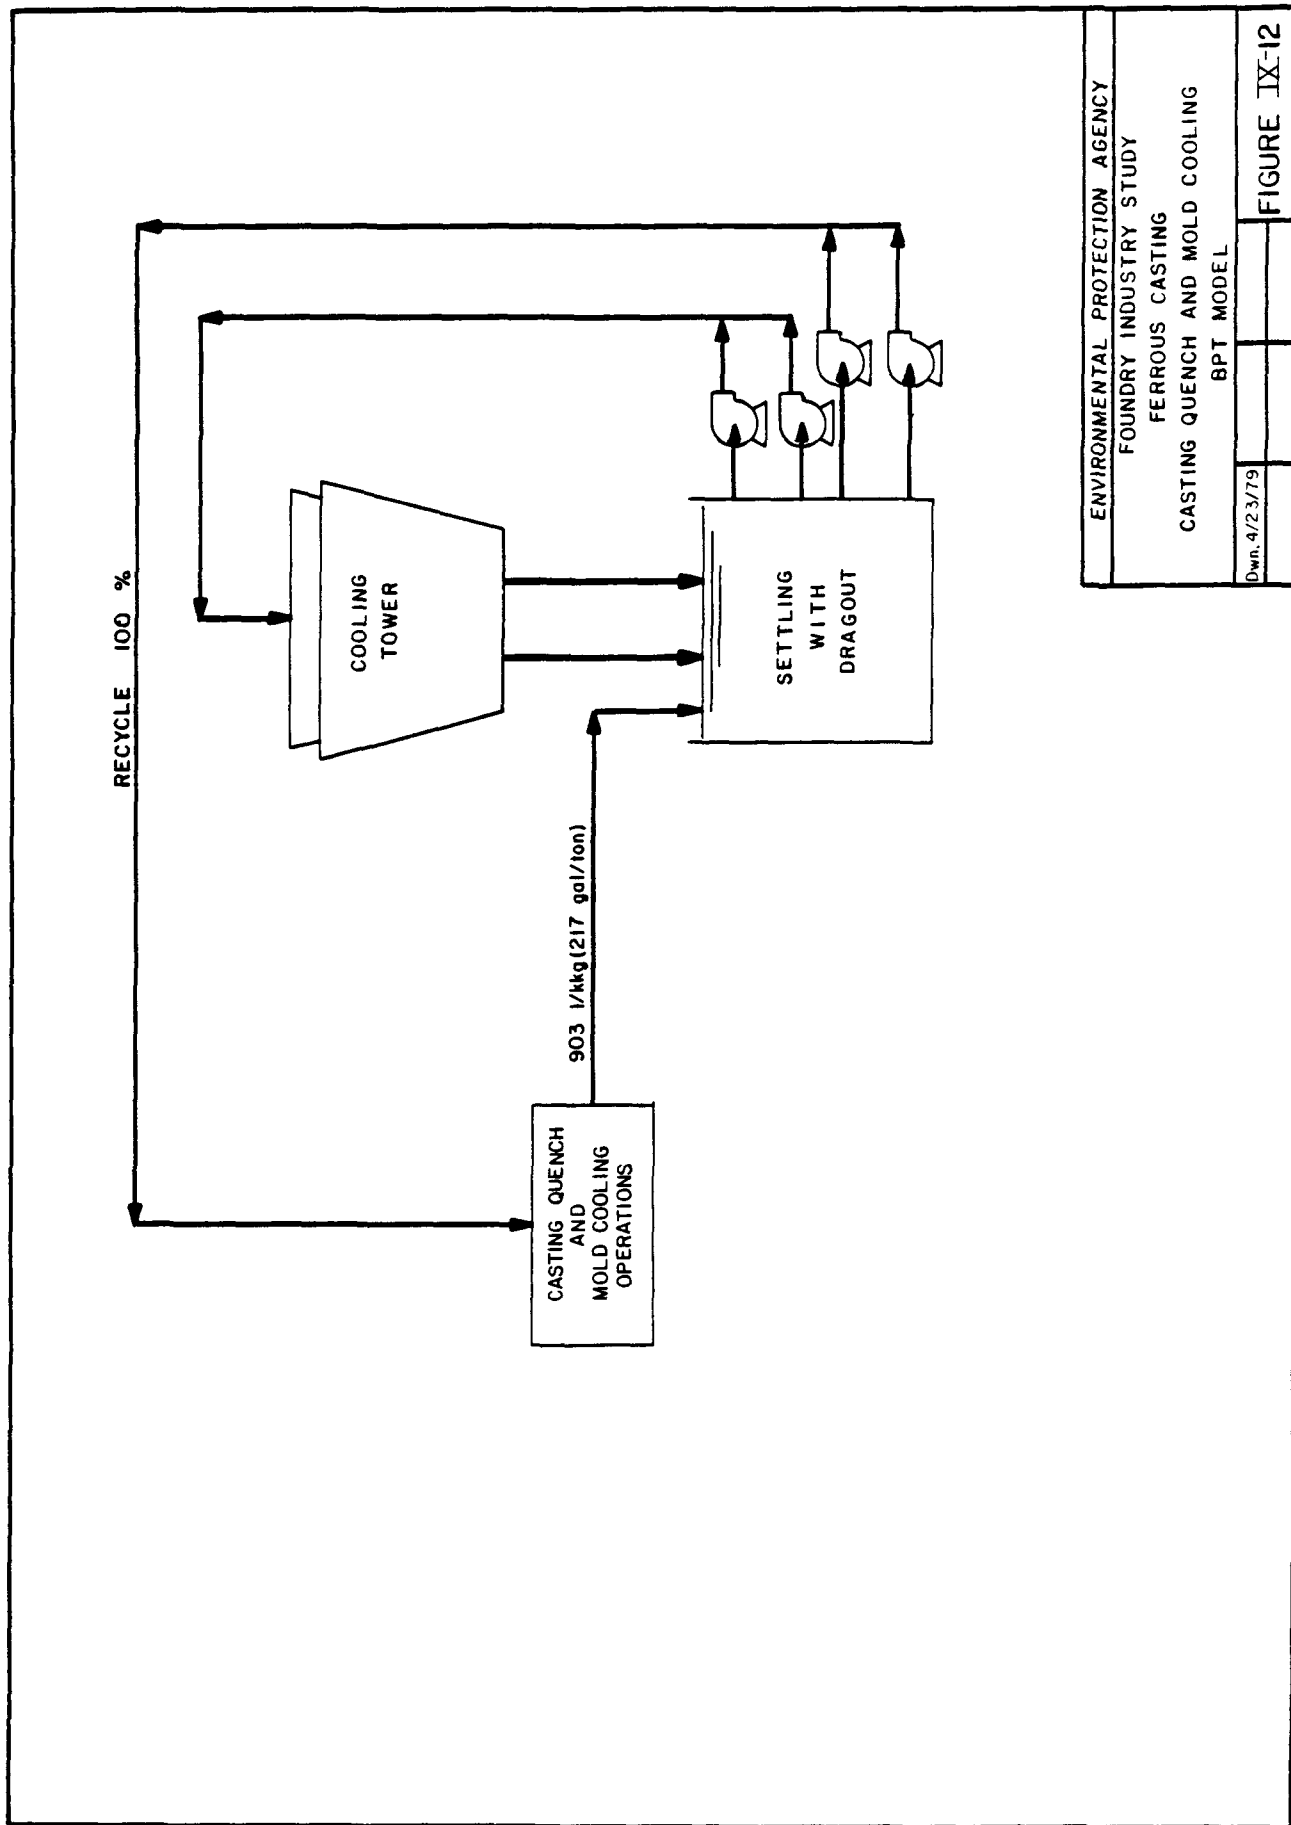 RECYCLE 100 %
COOLING
TOWER
903 l/kkg(217 gal/ton)
CASTING QUENCH
AND
MOLD COOLING
OPERATIONS
SETTLING
WITH
DRAGOUT
ENVIRONMENTAL PROTECTION AGENCY
FOUNDRY INDUSTRY STUDY
FERROUS CASTING
CASTING QUENCH AND MOLD COOLING
BPT MODEL
Dwn. 4/23/79
FIGURE IX-12